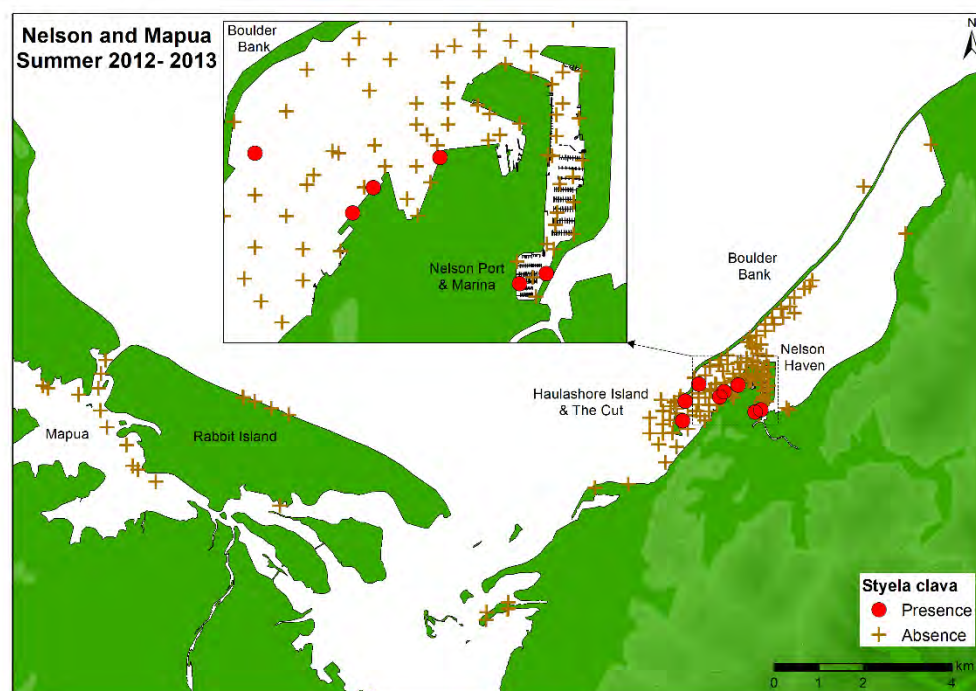 Nelson and Mapua
Summer 2012- 2013
Boulder
Bank
Nelson Port
& Marina
N
Boulder
Bank
Nelson
Haven
Haulashore Island
& The Cut
Mapua
Rabbit Island
Styela clava
Presence
Absence
km
0 1 2 4